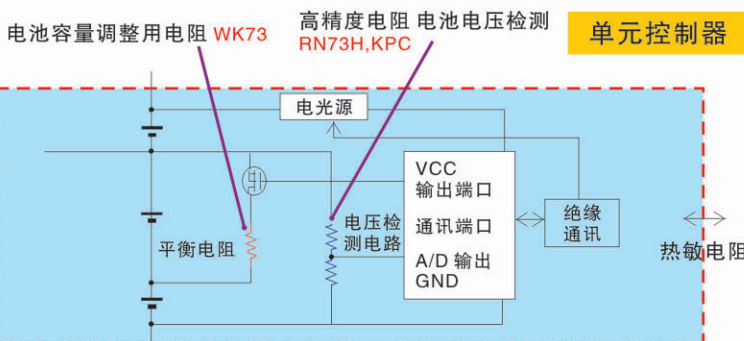 电池容量调整用电阻 WK73
高精度电阻 电池电压检测
RN73H,KPC
单元控制器
电光源
VCC
输出端口
通讯端口
A/D 输出
GND
绝缘
通讯
平衡电阻
电压检
测电路
热敏电阻